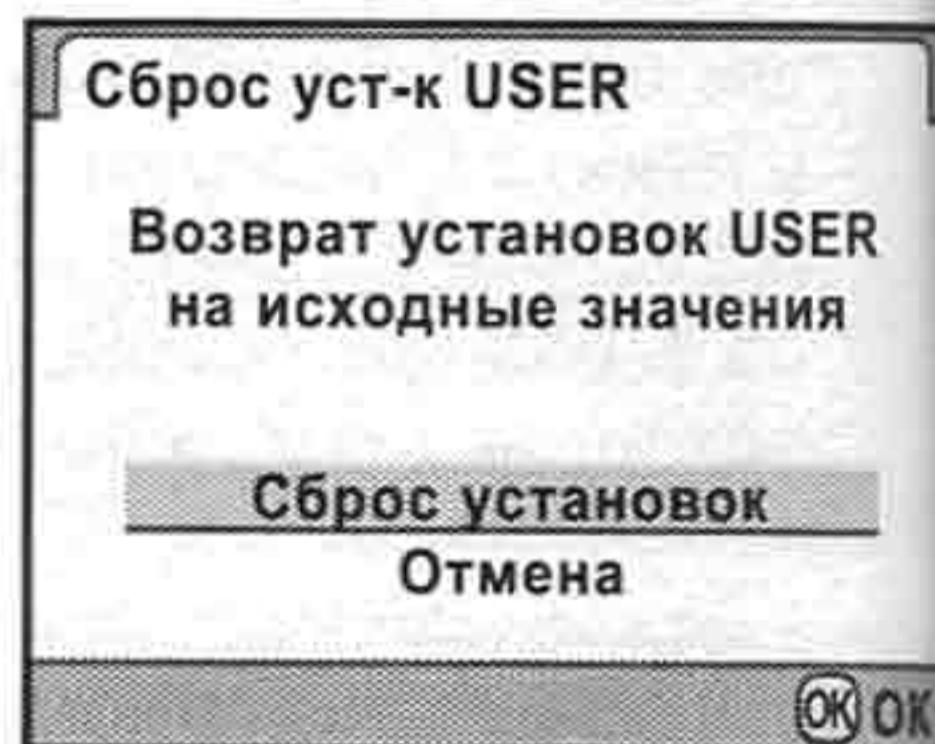 Сброс уст-к USER
Возврат установок USER
на исходные значения
Сброс установок
Отмена
OK OK